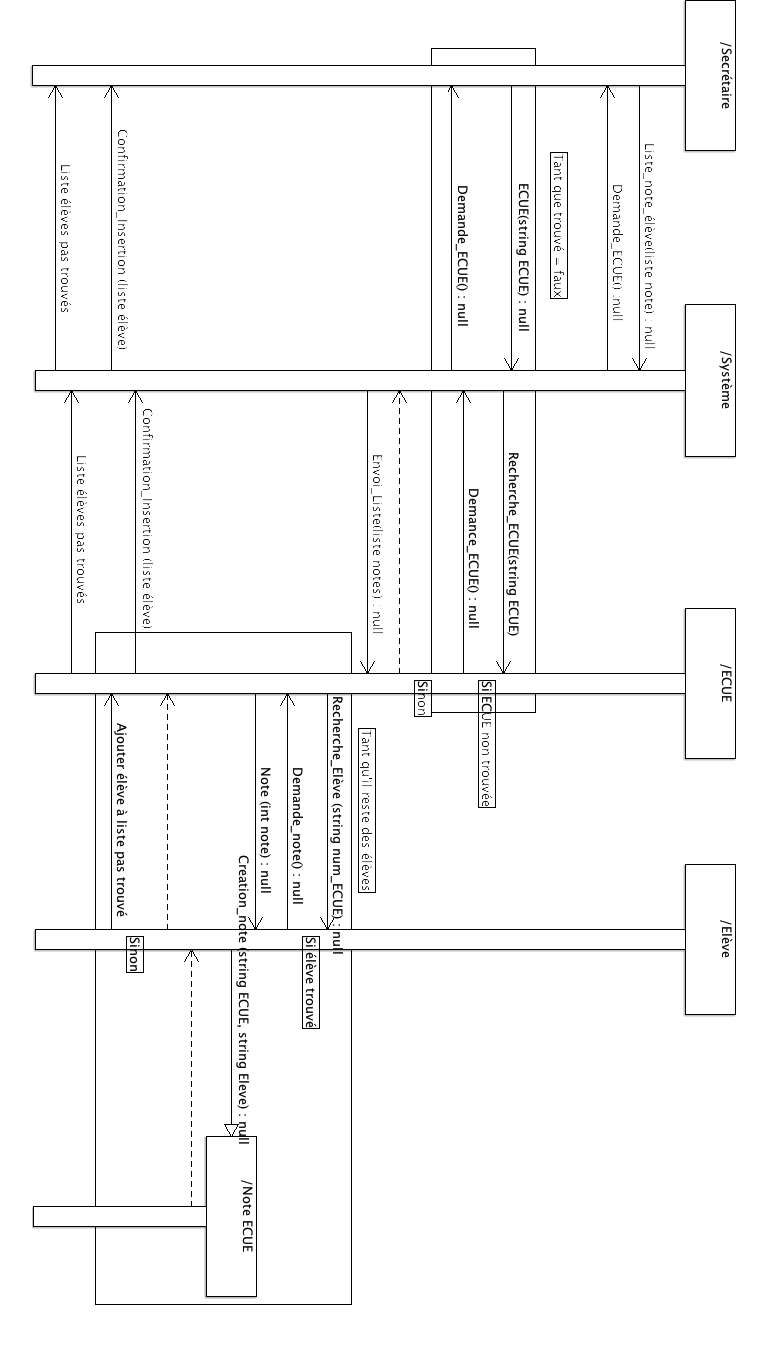 /Secrétaire
/Système
/ECUE
/Elève
Liste_note_élève(liste note) : null
Demande_ECUE() :null
Tant que trouvé = faux
ECUE(string ECUE) : null
Recherche_ECUE(string ECUE)
Si ECUE non trouvée
Demance_ECUE() : null
Demande_ECUE() : null
Sinon
Envoi_Liste(liste notes) : null
Tant qu'il reste des élèves
Recherche_Elève (string num_ECUE) : null
Si élève trouvé
Demande_note() : null
Note (int note) : null
Creation_note (string ECUE, string Eleve) : null
/Note ECUE
Sinon
Ajouter élève à liste pas trouvé
Confirmation_Insertion (liste élève)
Confirmation_Insertion (liste élève)
Liste élèves pas trouvés
Liste élèves pas trouvés